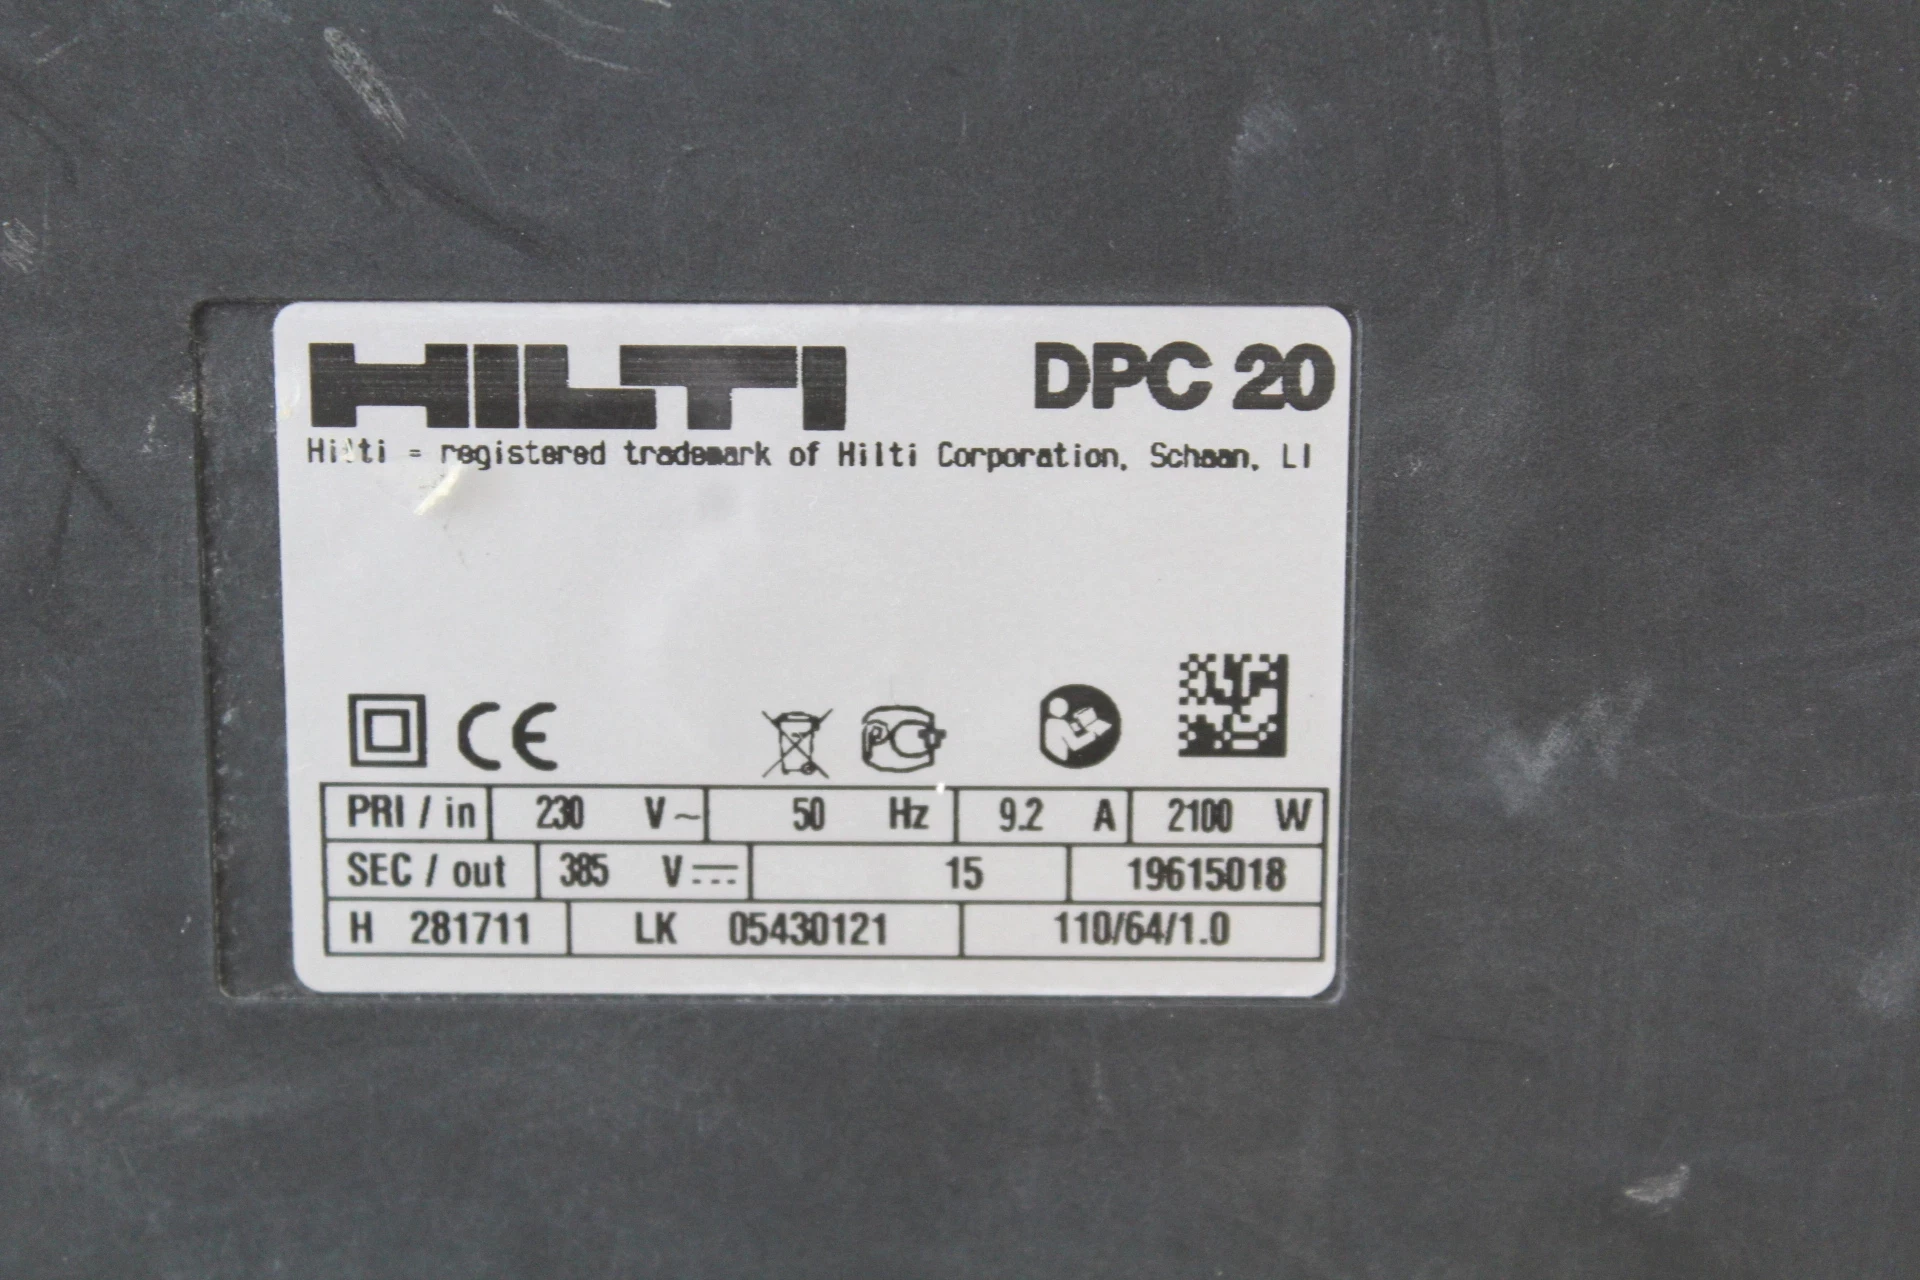 HILTI DPC 20
Hilti = registered trademark of Hilti Corporation, Schaan, LI
CE PC
PRI / in 230 V~ 50 Hz 9.2 A 2100 W
SEC / out 385 V⎓ 15 19615018
H 281711 LK 05430121 110/64/1.0